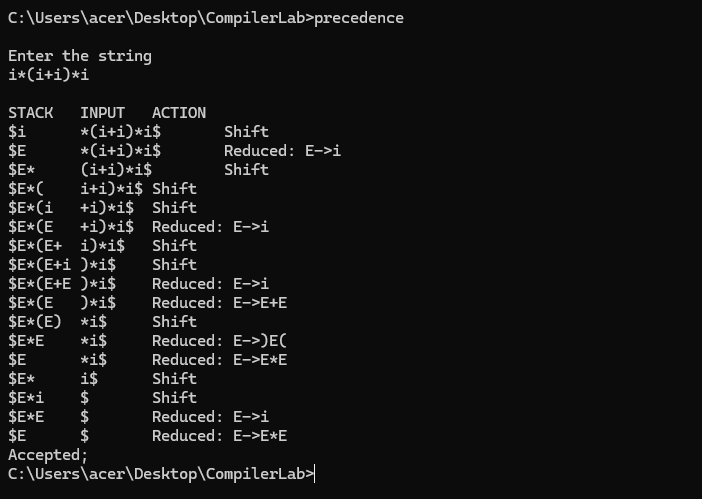 C:\Users\acer\Desktop\CompilerLab>precedence
Enter the string
i*(i+i)*i
STACK   INPUT   ACTION
$i      *(i+i)*i$       Shift
$E      *(i+i)*i$       Reduced: E->i
$E*     (i+i)*i$        Shift
$E*(    i+i)*i$ Shift
$E*(i   +i)*i$  Shift
$E*(E   +i)*i$  Reduced: E->i
$E*(E+  i)*i$   Shift
$E*(E+i )*i$    Shift
$E*(E+E )*i$    Reduced: E->i
$E*(E   )*i$    Reduced: E->E+E
$E*(E)  *i$     Shift
$E*E    *i$     Reduced: E->)E(
$E      *i$     Reduced: E->E*E
$E*     i$      Shift
$E*i    $       Shift
$E*E    $       Reduced: E->i
$E      $       Reduced: E->E*E
Accepted;
C:\Users\acer\Desktop\CompilerLab>